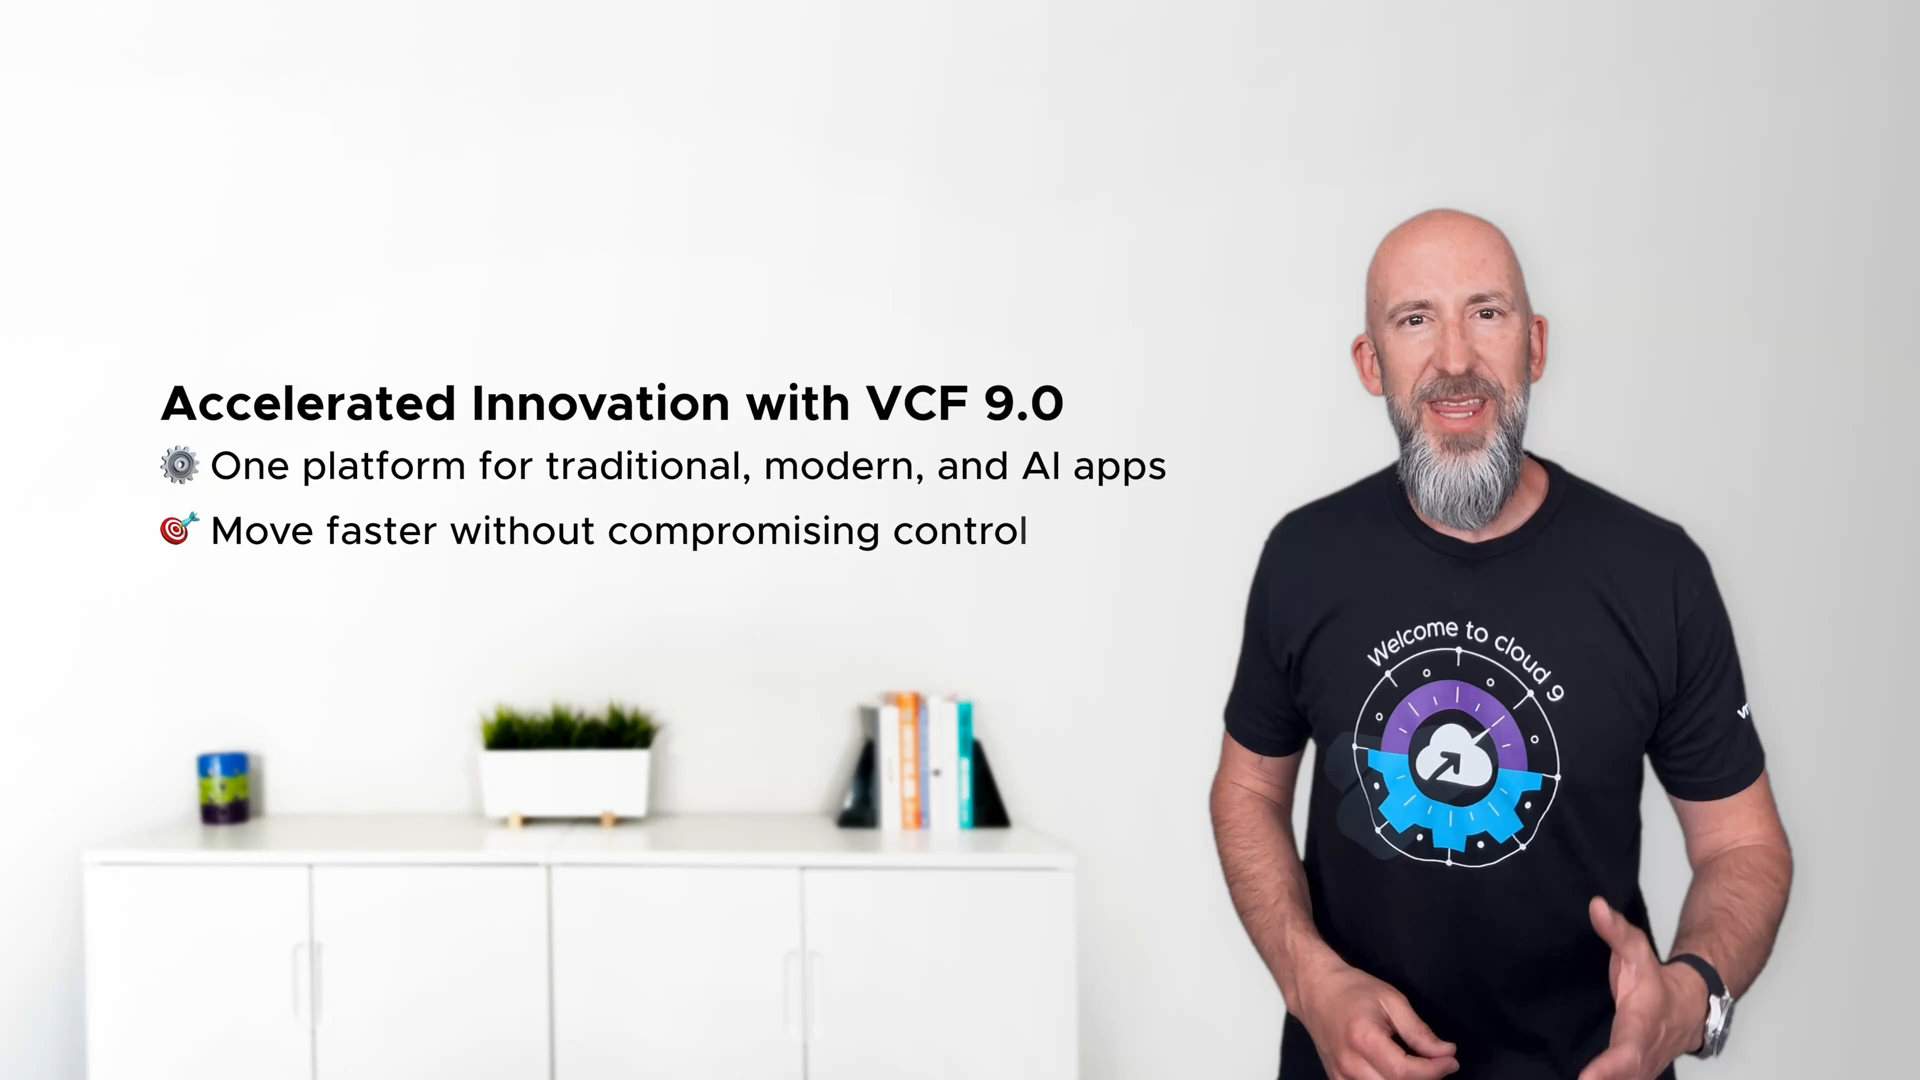 Accelerated Innovation with VCF 9.0
One platform for traditional, modern, and AI apps
Move faster without compromising control
Welcome to cloud 9